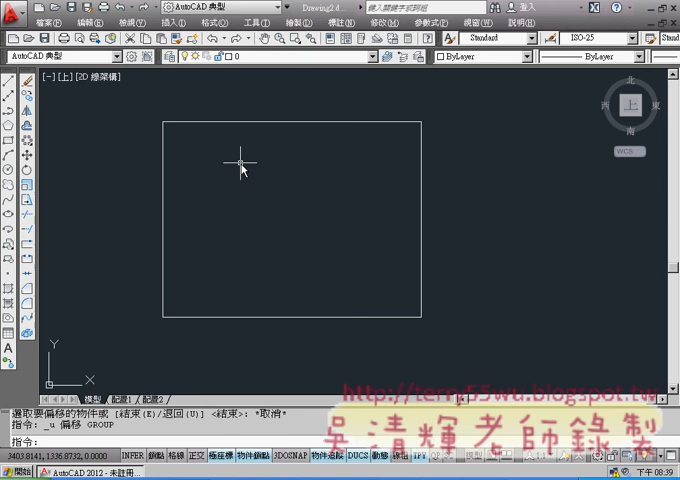 AutoCAD 典型
Drawing2.d...
鍵入關鍵字或詞組
登入
檔案(F) 編輯(E) 檢視(V) 插入(I) 格式(O) 工具(T) 繪製(D) 標註(N) 修改(M) 參數式(P) 視窗(W) 說明(H)
Standard ISO-25 Stand
AutoCAD 典型 0 ByLayer ByLayer
[−][上][2D 線架構]
北
西 上 東
南
WCS
Y
X
模型 配置1 配置2
http://terry55wu.blogspot.tw
選取要偏移的物件或 [結束(E)/退回(U)] <結束>: *取消*
指令: _u 偏移 GROUP
吳清輝老師錄製
指令:
3403.8141, 1336.8732, 0.0000 INFER 鎖點 格線 正交 極座標 物件鎖點 3DOSNAP 物件追蹤 DUCS 動態 線粗 TPY QP 模型 1:1
開始 AutoCAD 2012 - 未註冊... 下午 08:39